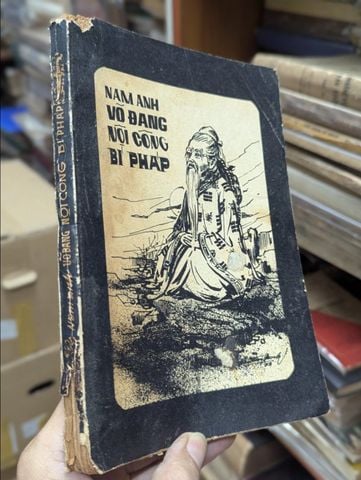 NAM ANH
VÕ ĐANG
NỘI CÔNG
BÍ PHÁP
VÕ ĐANG NỘI CÔNG BÍ PHÁP